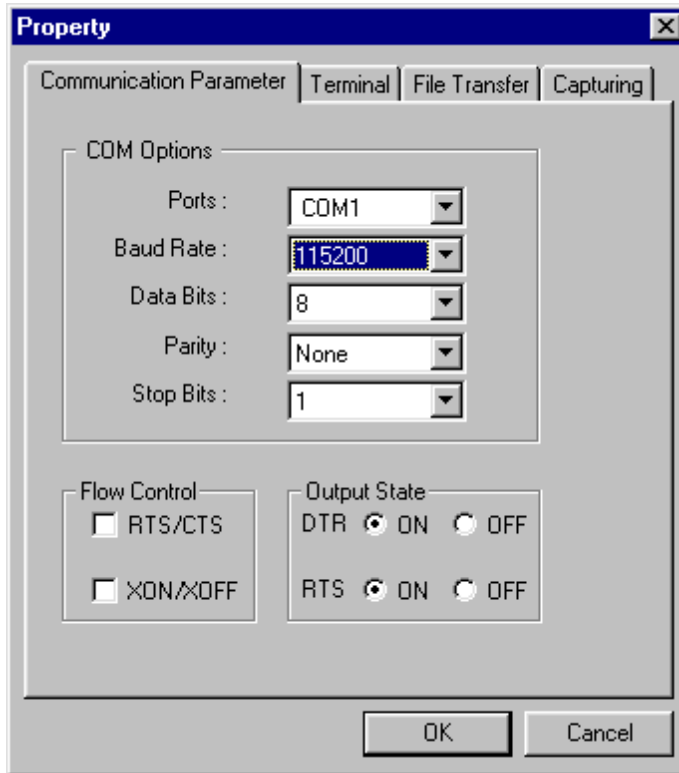 Property
Communication Parameter Terminal File Transfer Capturing
COM Options
Ports : COM1
Baud Rate : 115200
Data Bits : 8
Parity : None
Stop Bits : 1
Flow Control
RTS/CTS
XON/XOFF
Output State
DTR ON OFF
RTS ON OFF
OK Cancel